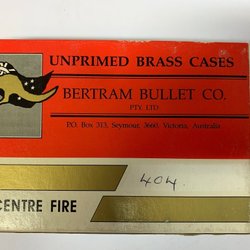 UNPRIMED BRASS CASES
BERTRAM BULLET CO.
PTY. LTD
P.O. Box 313, Seymour, 3660, Victoria, Australia
404
CENTRE FIRE